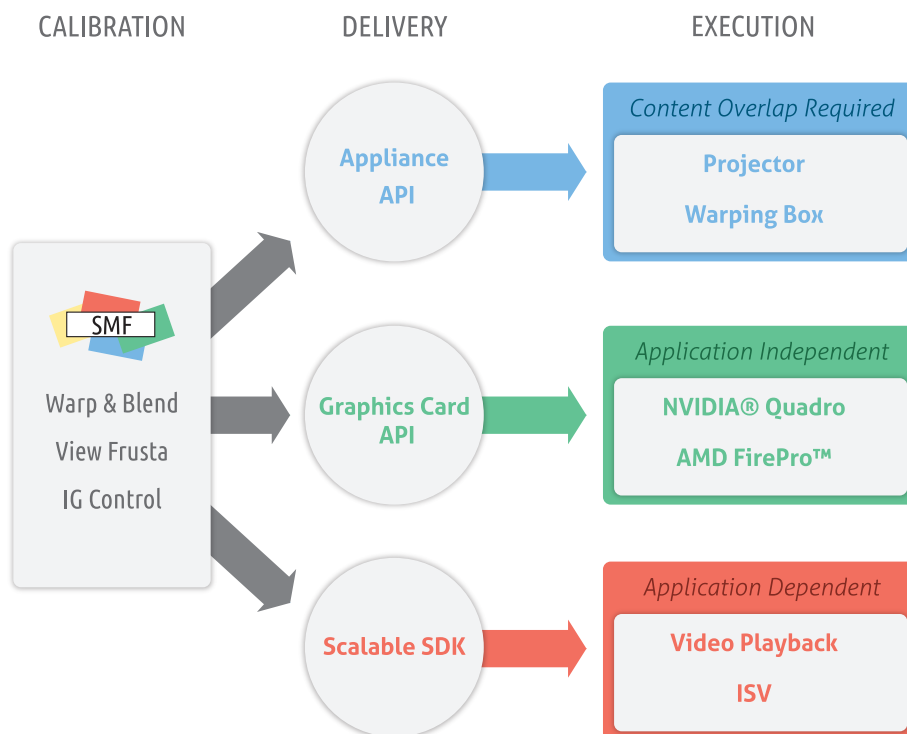 CALIBRATION
DELIVERY
EXECUTION
SMF
Warp & Blend
View Frusta
IG Control
Appliance
API
Content Overlap Required
Projector
Warping Box
Graphics Card
API
Application Independent
NVIDIA® Quadro
AMD FirePro™
Scalable SDK
Application Dependent
Video Playback
ISV